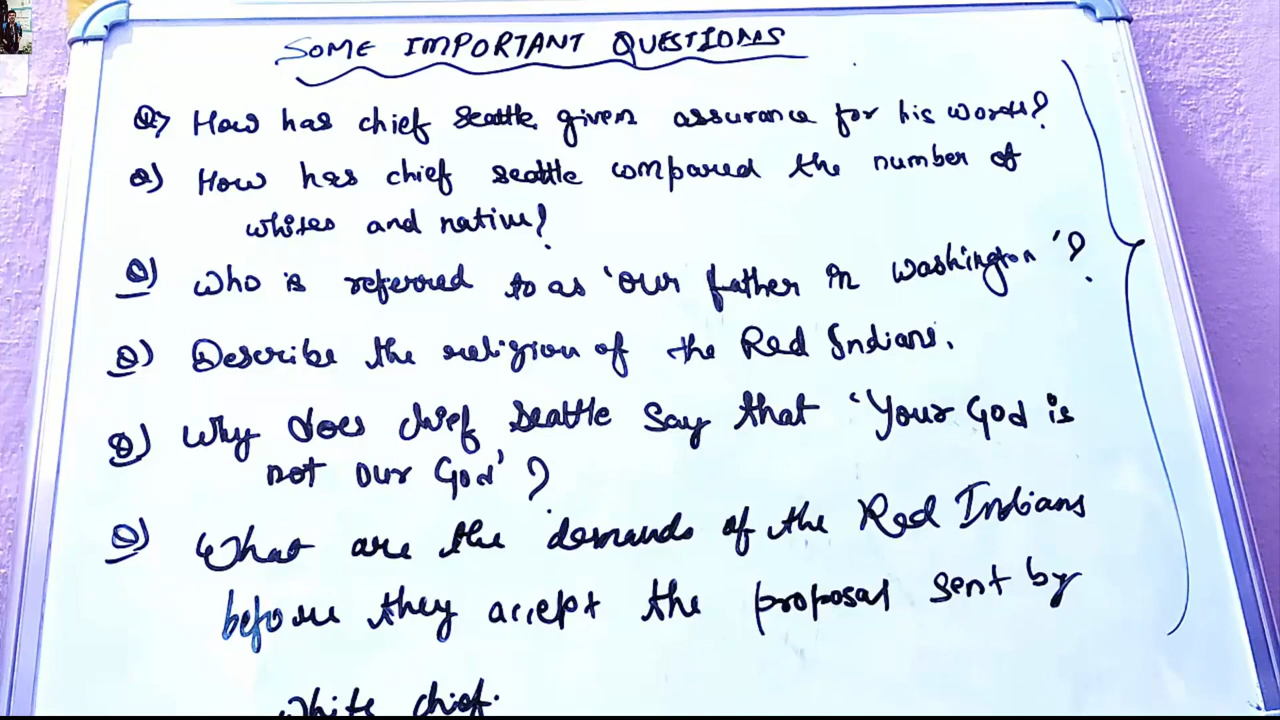 SOME IMPORTANT QUESTIONS
Q) How has chief Seattle given assurance for his words?
Q) How has chief seattle compared the number of
whites and native?
Q) Who is referred to as 'our father in Washington'?
Q) Describe the religion of the Red Indians.
Q) Why does chief Seattle say that 'Your God is
not our God'?
Q) What are the demands of the Red Indians
before they accept the proposal sent by
white chief.